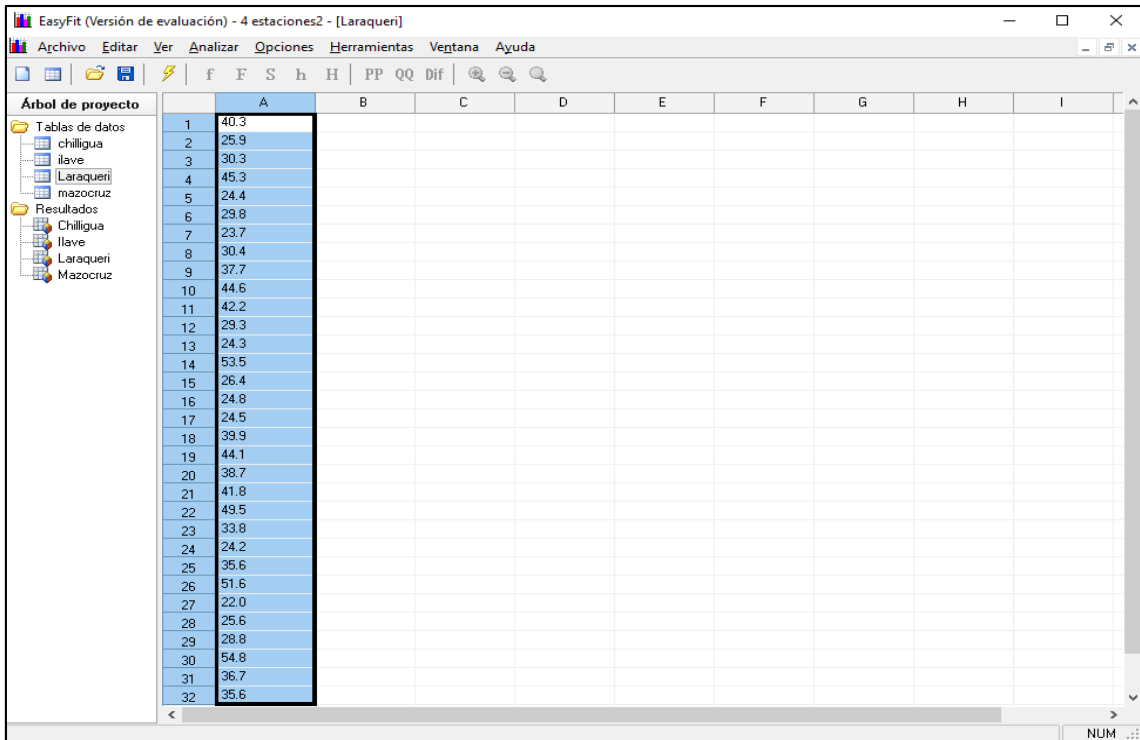 EasyFit (Versión de evaluación) - 4 estaciones2 - [Laraqueri]
Archivo Editar Ver Analizar Opciones Herramientas Ventana Ayuda
f F S h H PP QQ Dif
Árbol de proyecto
Tablas de datos
chilligua
ilave
Laraqueri
mazocruz
Resultados
Chilligua
Ilave
Laraqueri
Mazocruz
A B C D E F G H I
1 40.3
2 25.9
3 30.3
4 45.3
5 24.4
6 29.8
7 23.7
8 30.4
9 37.7
10 44.6
11 42.2
12 29.3
13 24.3
14 53.5
15 26.4
16 24.8
17 24.5
18 39.9
19 44.1
20 38.7
21 41.8
22 49.5
23 33.8
24 24.2
25 35.6
26 51.6
27 22.0
28 25.6
29 28.8
30 54.8
31 36.7
32 35.6
NUM